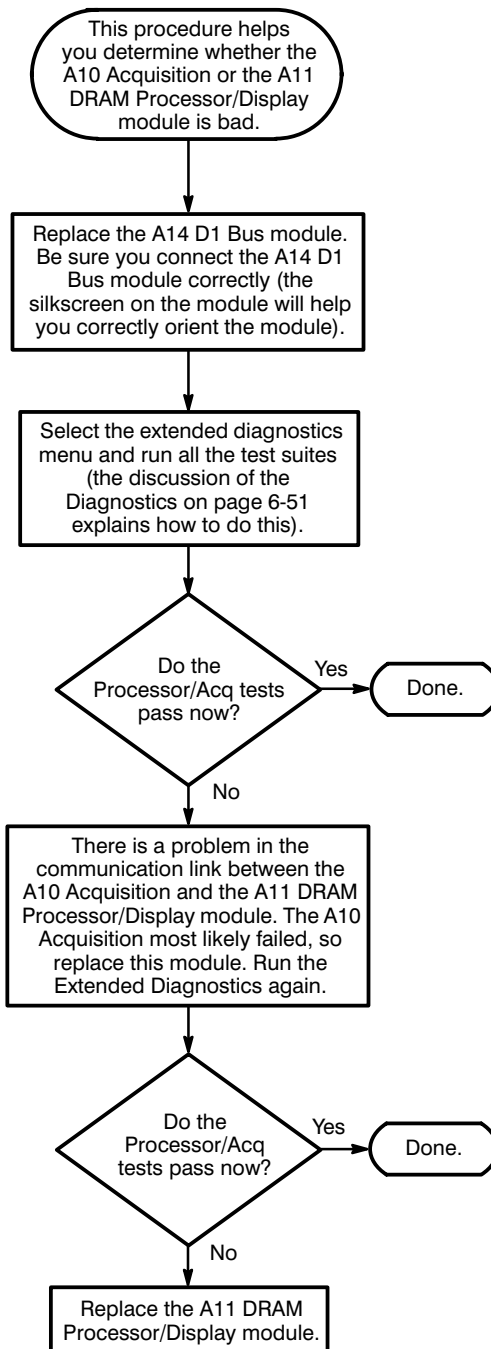 This procedure helps
you determine whether the
A10 Acquisition or the A11
DRAM Processor/Display
module is bad.
Replace the A14 D1 Bus module.
Be sure you connect the A14 D1
Bus module correctly (the
silkscreen on the module will help
you correctly orient the module).
Select the extended diagnostics
menu and run all the test suites
(the discussion of the
Diagnostics on page 6-51
explains how to do this).
Do the
Processor/Acq tests
pass now?
Yes
Done.
No
There is a problem in the
communication link between the
A10 Acquisition and the A11 DRAM
Processor/Display module. The A10
Acquisition most likely failed, so
replace this module. Run the
Extended Diagnostics again.
Do the
Processor/Acq
tests pass now?
Yes
Done.
No
Replace the A11 DRAM
Processor/Display module.